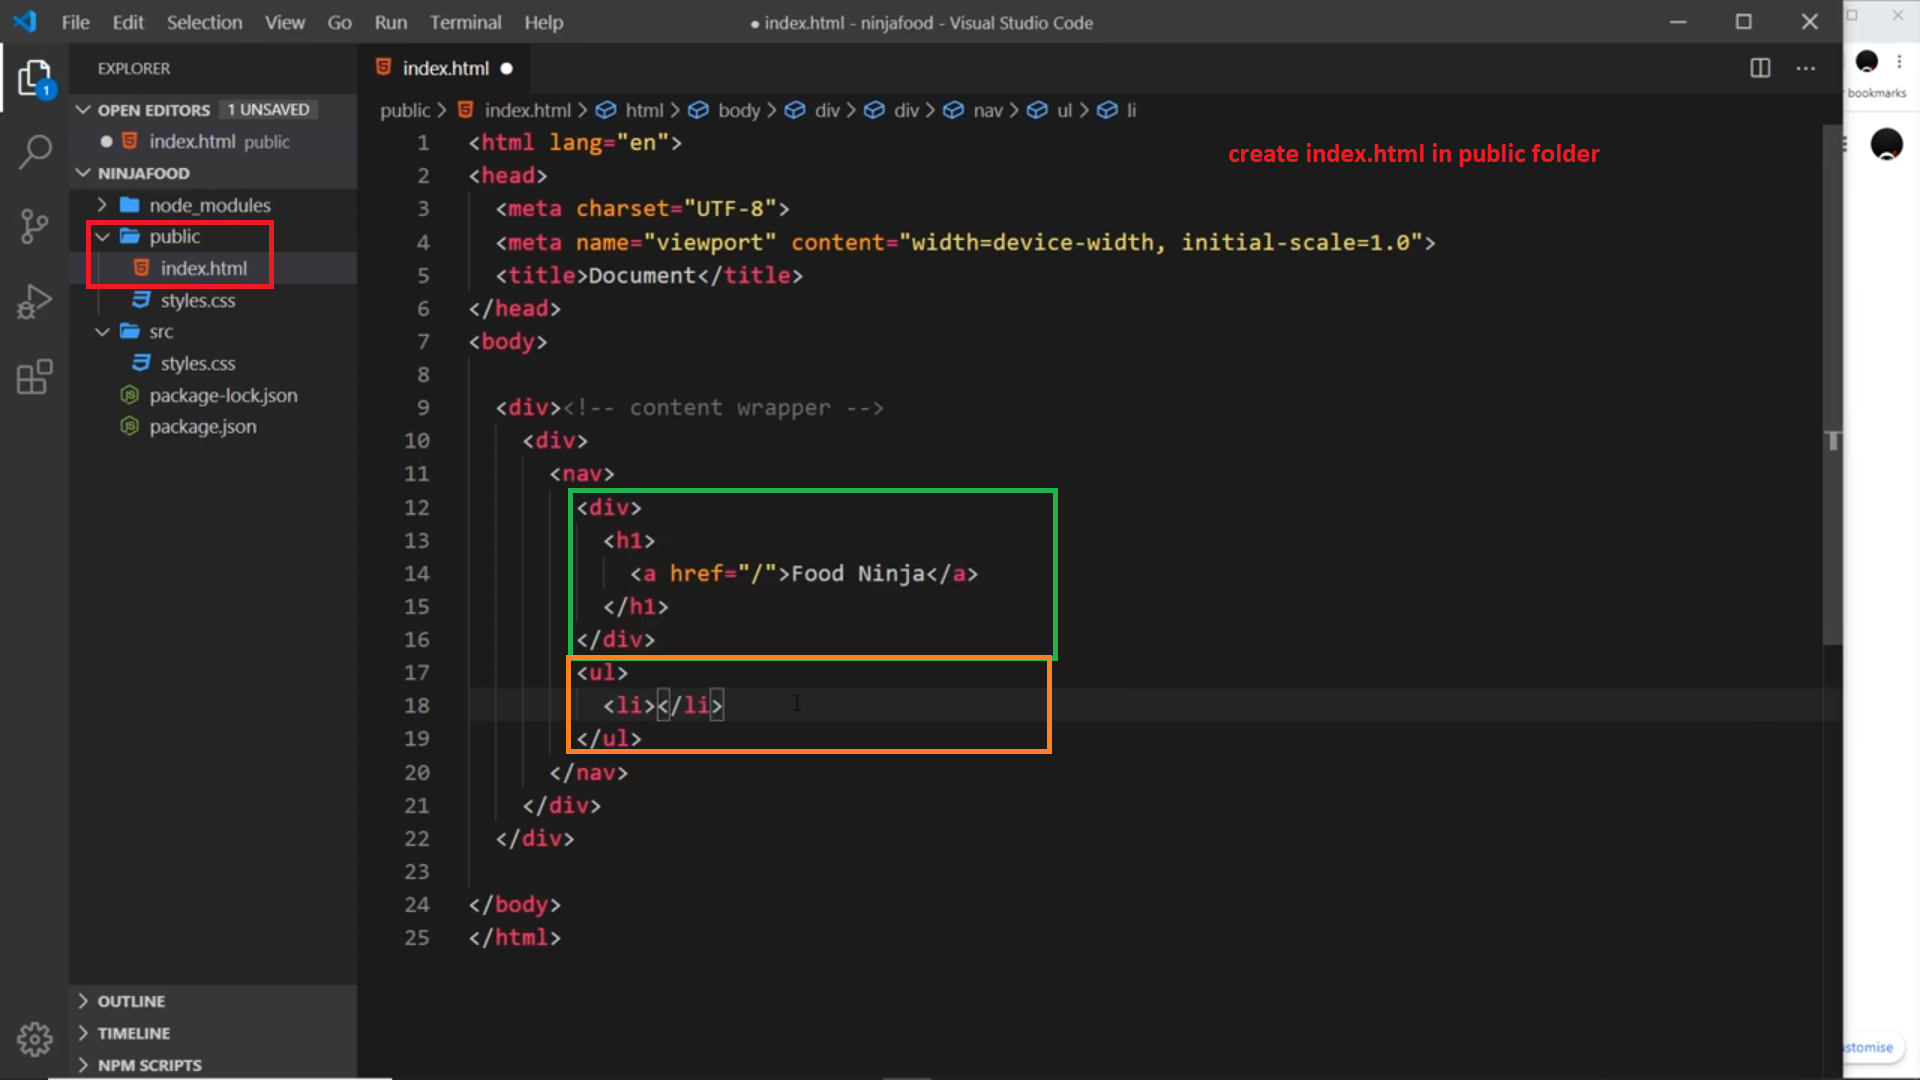 File Edit Selection View Go Run Terminal Help
● index.html - ninjafood - Visual Studio Code
EXPLORER
1
OPEN EDITORS 1 UNSAVED
index.html public
NINJAFOOD
node_modules
public
index.html
styles.css
src
styles.css
package-lock.json
package.json
OUTLINE
TIMELINE
NPM SCRIPTS
index.html ●
public > index.html > html > body > div > div > nav > ul > li
create index.html in public folder
1 <html lang="en">
2 <head>
3 <meta charset="UTF-8">
4 <meta name="viewport" content="width=device-width, initial-scale=1.0">
5 <title>Document</title>
6 </head>
7 <body>
8
9 <div><!-- content wrapper -->
10 <div>
11 <nav>
12 <div>
13 <h1>
14 <a href="/">Food Ninja</a>
15 </h1>
16 </div>
17 <ul>
18 <li></li>
19 </ul>
20 </nav>
21 </div>
22 </div>
23
24 </body>
25 </html>
bookmarks
stomise